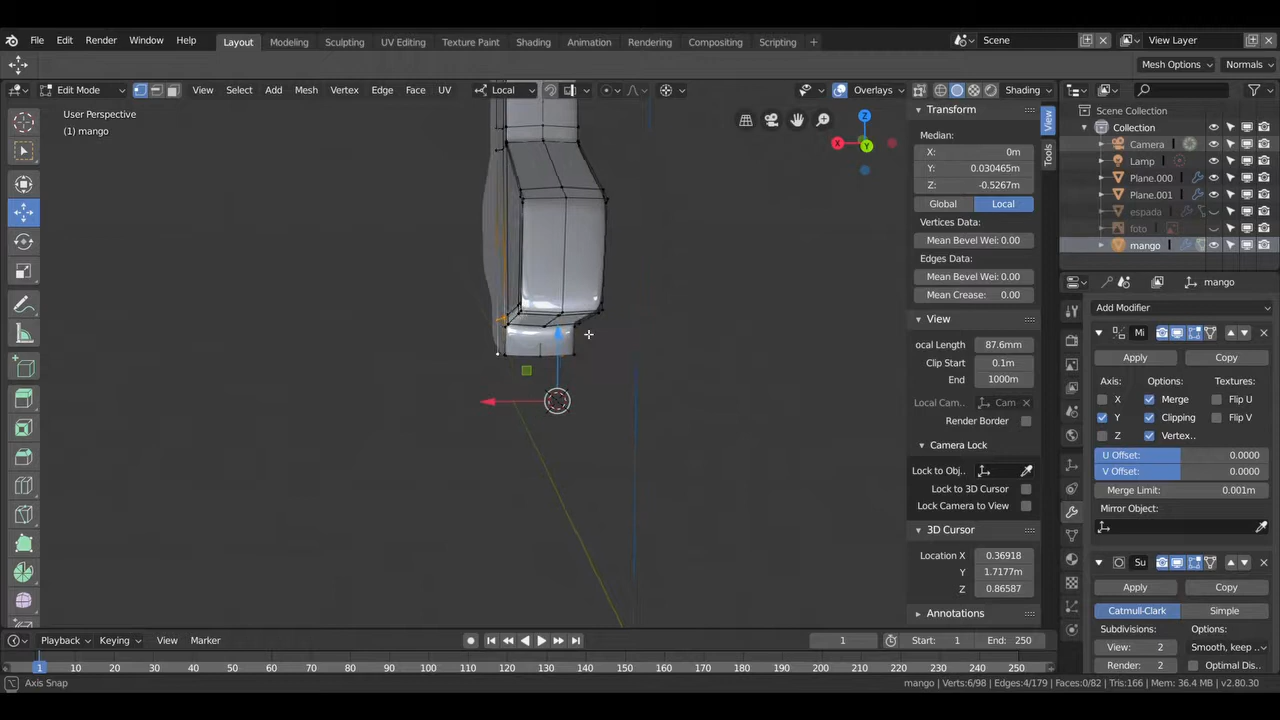 File Edit Render Window Help Layout Modeling Sculpting UV Editing Texture Paint Shading Animation Rendering Compositing Scripting + Scene View Layer
Mesh Options Normals
Edit Mode View Select Add Mesh Vertex Edge Face UV Local Overlays Shading
User Perspective
(1) mango
Z
X
Y
Transform
Median:
X: 0m
Y: 0.030465m
Z: -0.5267m
Global Local
Vertices Data:
Mean Bevel Wei: 0.00
Edges Data:
Mean Bevel Wei: 0.00
Mean Crease: 0.00
View
ocal Length 87.6mm
Clip Start 0.1m
End 1000m
Local Cam.. Cam
Render Border
Camera Lock
Lock to Obj..
Lock to 3D Cursor
Lock Camera to View
3D Cursor
Location X 0.36918
Y 1.7177m
Z 0.86587
Annotations
View
Tools
Scene Collection
Collection
Camera
Lamp
Plane.000
Plane.001
espada
foto
mango
mango
Add Modifier
Mi
Apply Copy
Axis: Options: Textures:
X Merge Flip U
Y Clipping Flip V
Z Vertex..
U Offset: 0.0000
V Offset: 0.0000
Merge Limit: 0.001m
Mirror Object:
Su
Apply Copy
Catmull-Clark Simple
Subdivisions: Options:
View: 2 Smooth, keep ..
Render: 2 Optimal Dis..
Playback Keying View Marker 1 Start: 1 End: 250
1 10 20 30 40 50 60 70 80 90 100 110 120 130 140 150 160 170 180 190 200 210 220 230 240 250
Axis Snap
mango | Verts:6/98 | Edges:4/179 | Faces:0/82 | Tris:166 | Mem: 36.4 MB | v2.80.30